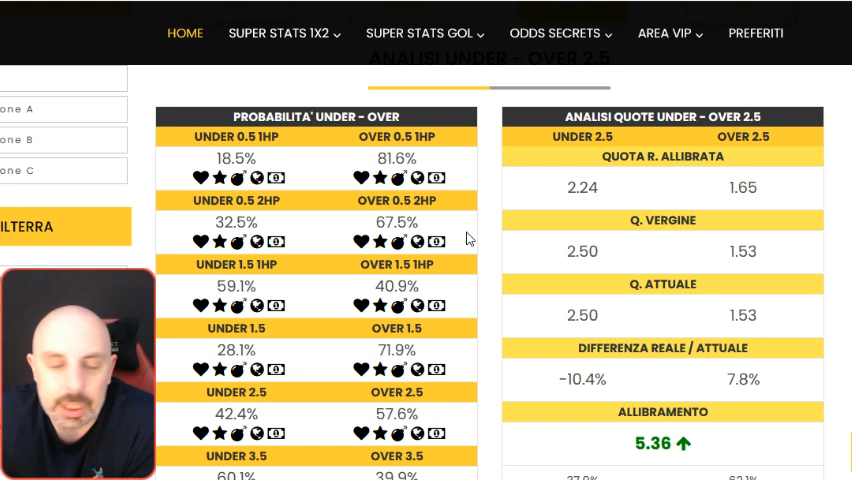 HOME SUPER STATS 1X2 SUPER STATS GOL ODDS SECRETS AREA VIP PREFERITI
ANALISI UNDER - OVER 2.5
one A
one B
one C
ILTERRA
PROBABILITA' UNDER - OVER
UNDER 0.5 1HP OVER 0.5 1HP
18.5% 81.6%
UNDER 0.5 2HP OVER 0.5 2HP
32.5% 67.5%
UNDER 1.5 1HP OVER 1.5 1HP
59.1% 40.9%
UNDER 1.5 OVER 1.5
28.1% 71.9%
UNDER 2.5 OVER 2.5
42.4% 57.6%
UNDER 3.5 OVER 3.5
60.1% 39.9%
ANALISI QUOTE UNDER - OVER 2.5
UNDER 2.5 OVER 2.5
QUOTA R. ALLIBRATA
2.24 1.65
Q. VERGINE
2.50 1.53
Q. ATTUALE
2.50 1.53
DIFFERENZA REALE / ATTUALE
-10.4% 7.8%
ALLIBRAMENTO
5.36